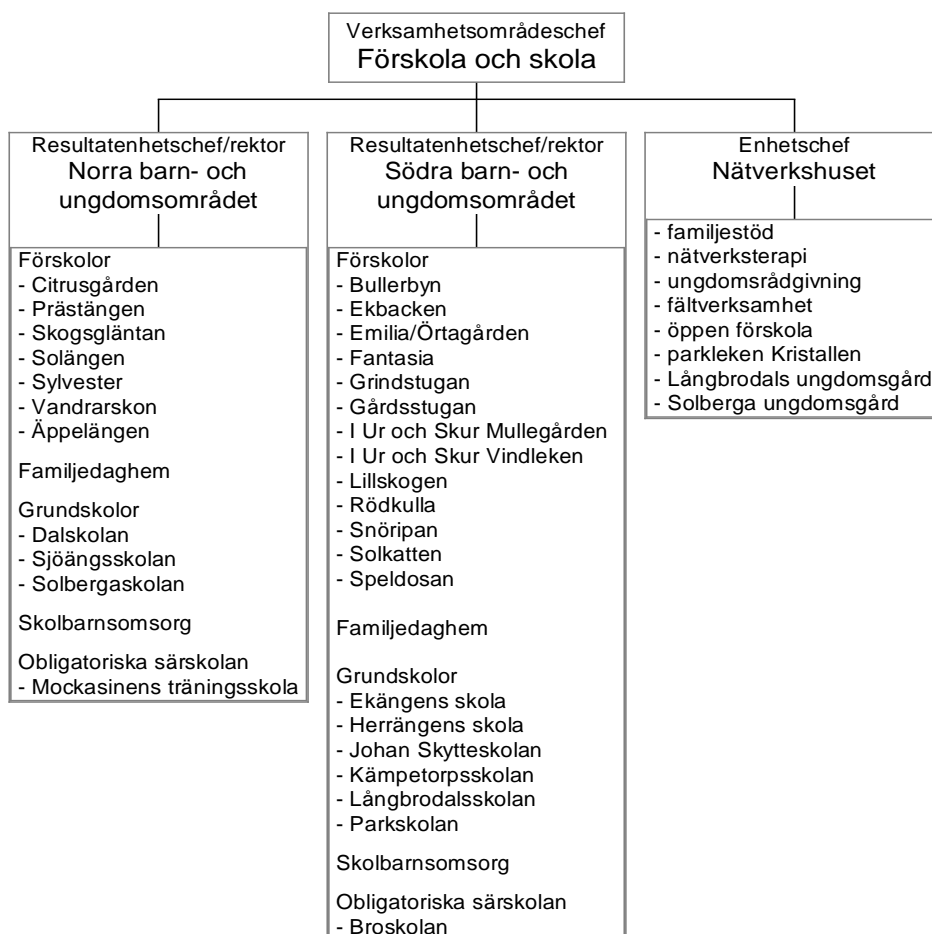 Verksamhetsområdeschef
Förskola och skola
Resultatenhetschef/rektor
Norra barn- och
ungdomsområdet
Förskolor
- Citrusgården
- Prästängen
- Skogsgläntan
- Solängen
- Sylvester
- Vandrarskon
- Äppelängen
Familjedaghem
Grundskolor
- Dalskolan
- Sjöängsskolan
- Solbergaskolan
Skolbarnsomsorg
Obligatoriska särskolan
- Mockasinens träningsskola
Resultatenhetschef/rektor
Södra barn- och
ungdomsområdet
Förskolor
- Bullerbyn
- Ekbacken
- Emilia/Örtagården
- Fantasia
- Grindstugan
- Gårdsstugan
- I Ur och Skur Mullegården
- I Ur och Skur Vindleken
- Lillskogen
- Rödkulla
- Snöripan
- Solkatten
- Speldosan
Familjedaghem
Grundskolor
- Ekängens skola
- Herrängens skola
- Johan Skytteskolan
- Kämpetorpsskolan
- Långbrodalsskolan
- Parkskolan
Skolbarnsomsorg
Obligatoriska särskolan
- Broskolan
Enhetschef
Nätverkshuset
- familjestöd
- nätverksterapi
- ungdomsrådgivning
- fältverksamhet
- öppen förskola
- parkleken Kristallen
- Långbrodals ungdomsgård
- Solberga ungdomsgård